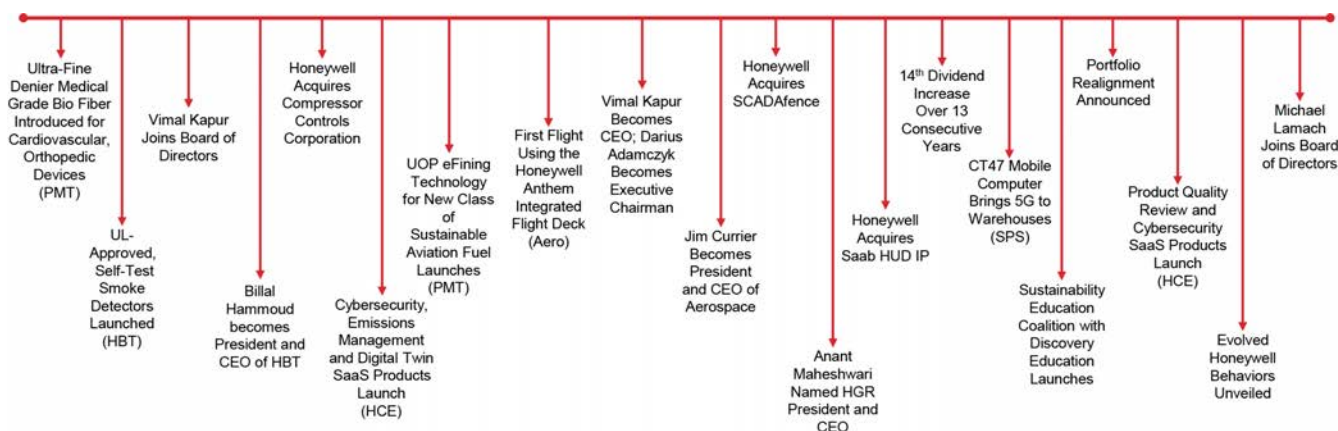 Ultra-Fine
Denier Medical
Grade Bio Fiber
Introduced for
Cardiovascular,
Orthopedic
Devices
(PMT)
UL-
Approved,
Self-Test
Smoke
Detectors
Launched
(HBT)
Vimal Kapur
Joins Board of
Directors
Billal
Hammoud
becomes
President and
CEO of HBT
Honeywell
Acquires
Compressor
Controls
Corporation
Cybersecurity,
Emissions
Management
and Digital Twin
SaaS Products
Launch
(HCE)
UOP eFining
Technology
for New Class
of
Sustainable
Aviation Fuel
Launches
(PMT)
First Flight
Using the
Honeywell
Anthem
Integrated
Flight Deck
(Aero)
Vimal Kapur
Becomes
CEO; Darius
Adamczyk
Becomes
Executive
Chairman
Jim Currier
Becomes
President
and CEO of
Aerospace
Honeywell
Acquires
SCADAfence
Anant
Maheshwari
Named HGR
President and
CEO
Honeywell
Acquires
Saab HUD IP
14th Dividend
Increase
Over 13
Consecutive
Years
CT47 Mobile
Computer
Brings 5G to
Warehouses
(SPS)
Sustainability
Education
Coalition with
Discovery
Education
Launches
Portfolio
Realignment
Announced
Product Quality
Review and
Cybersecurity
SaaS Products
Launch
(HCE)
Evolved
Honeywell
Behaviors
Unveiled
Michael
Lamach
Joins Board
of Directors